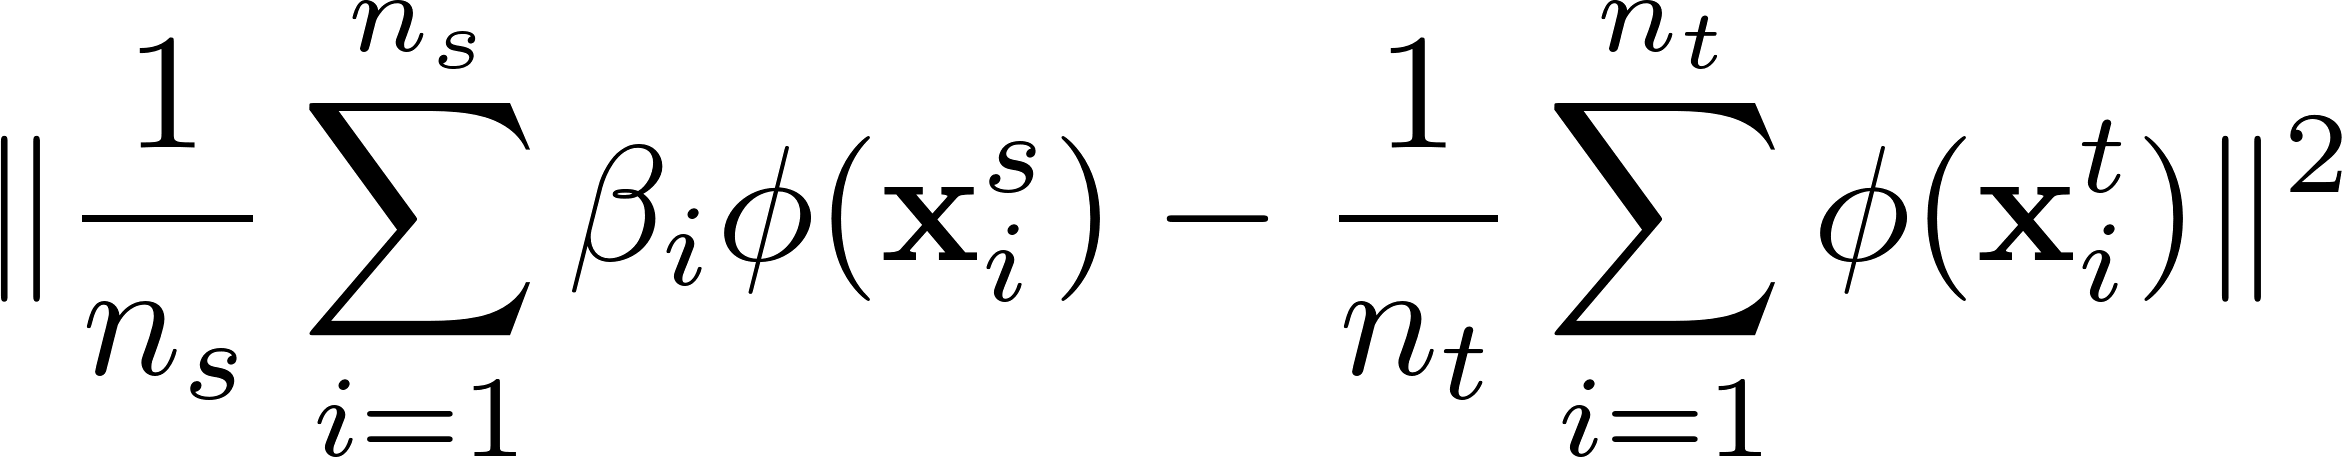 \| \frac{1}{n_s} \sum_{i=1}^{n_s} \beta_i \phi(\mathbf{x}_i^s) - \frac{1}{n_t} \sum_{i=1}^{n_t} \phi(\mathbf{x}_i^t) \|^2